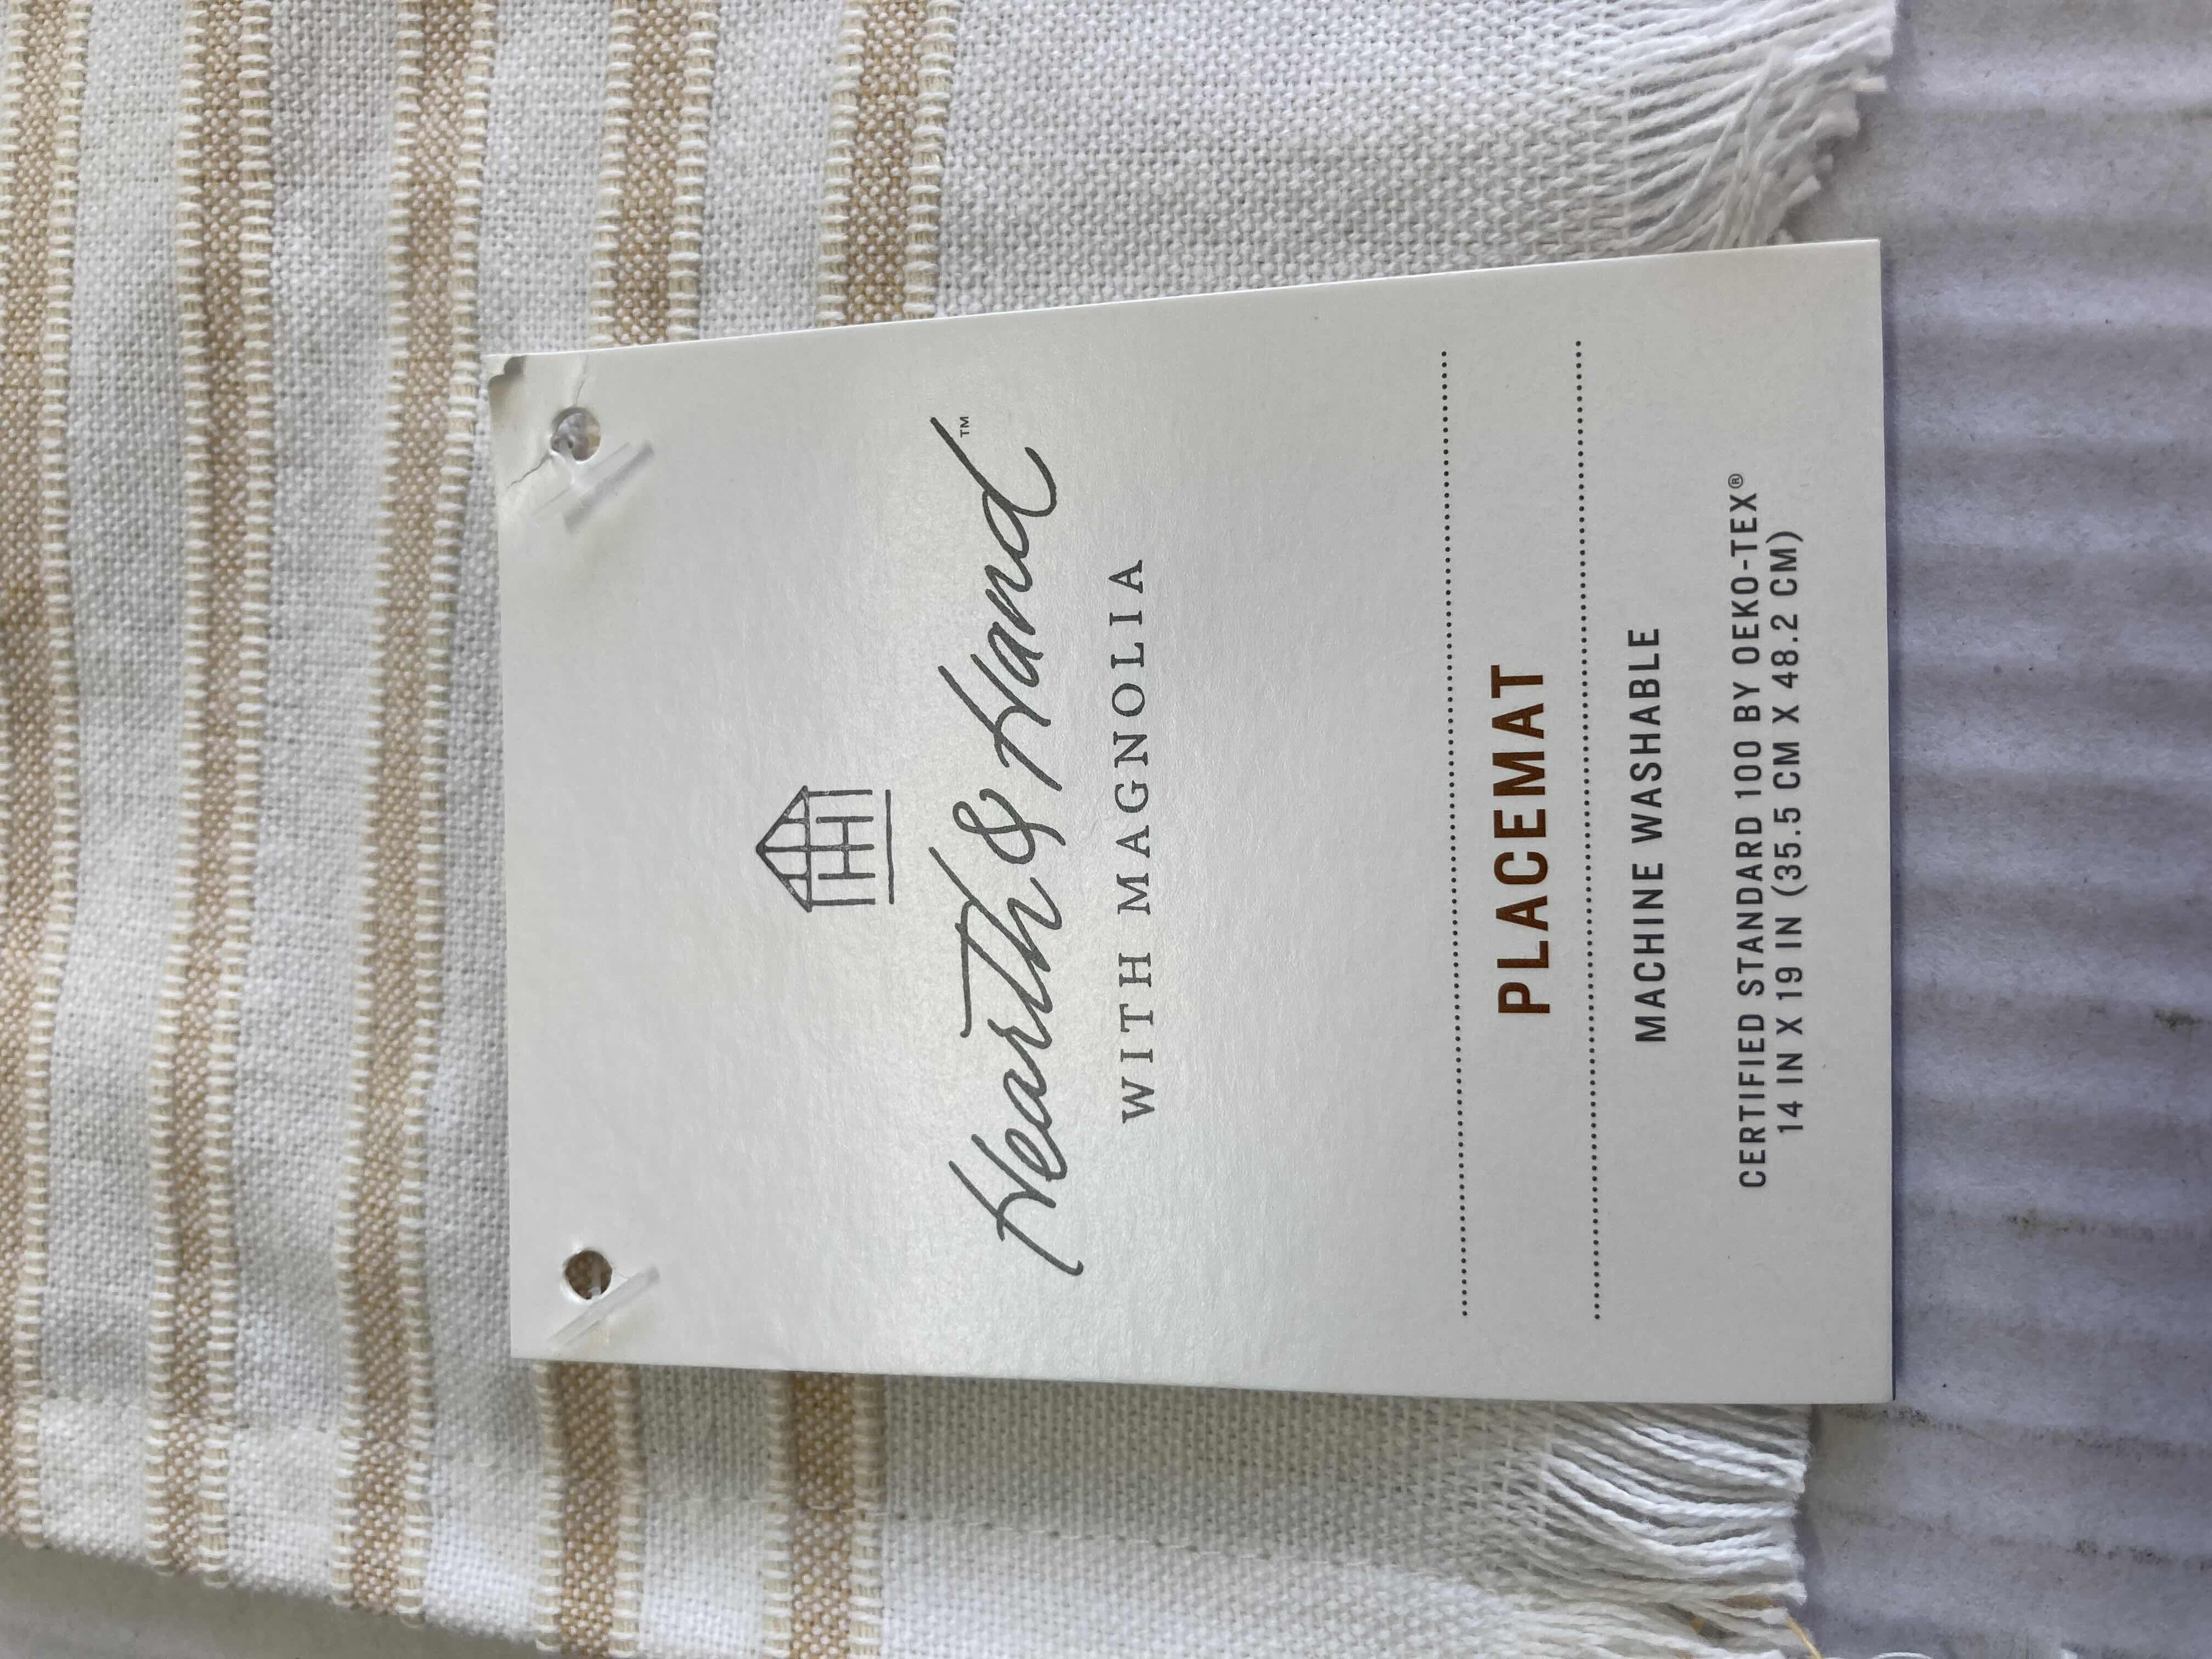 Hearth & Hand™
WITH MAGNOLIA
PLACEMAT
MACHINE WASHABLE
CERTIFIED STANDARD 100 BY OEKO-TEX®
14 IN X 19 IN (35.5 CM X 48.2 CM)